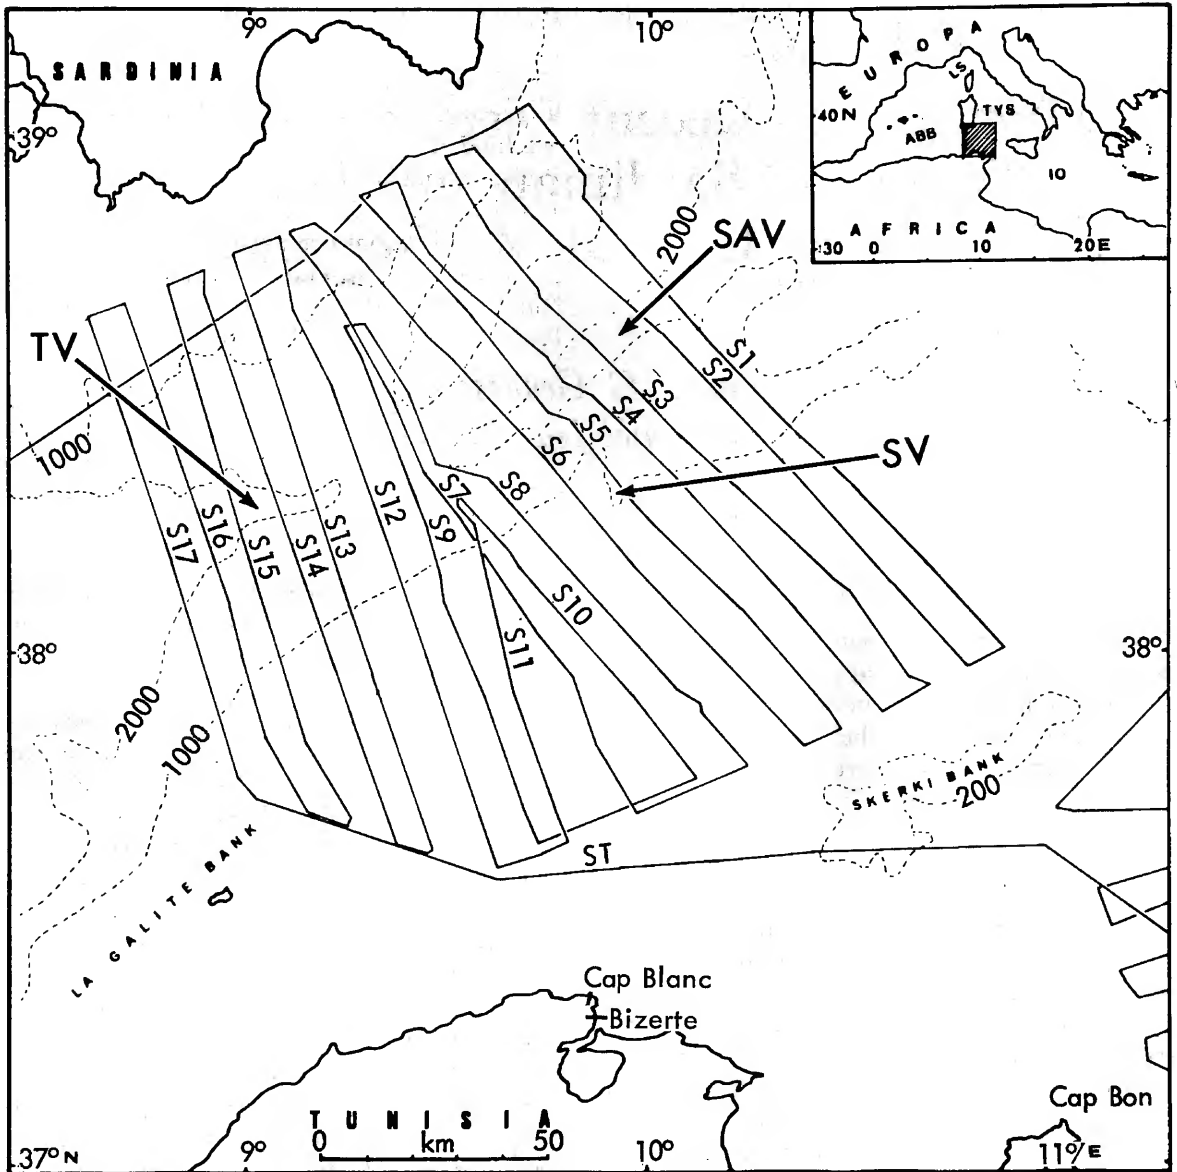 9° 10°
SARDINIA
39°
EUROPA
LS
40N
TYS
ABB
IO
AFRICA
30 0 10 20E
2000
SAV
TV
S1
S2
S3
S4
S5
S6
SV
1000
S7
S8
S9
S12
S13
S14
S15
S16
S17
S10
S11
38° 38°
2000
1000
SKERKI BANK
200
LA GALITE BANK
ST
Cap Blanc
Bizerte
TUNISIA
0 km 50
Cap Bon
37°N 9° 10° 11°E